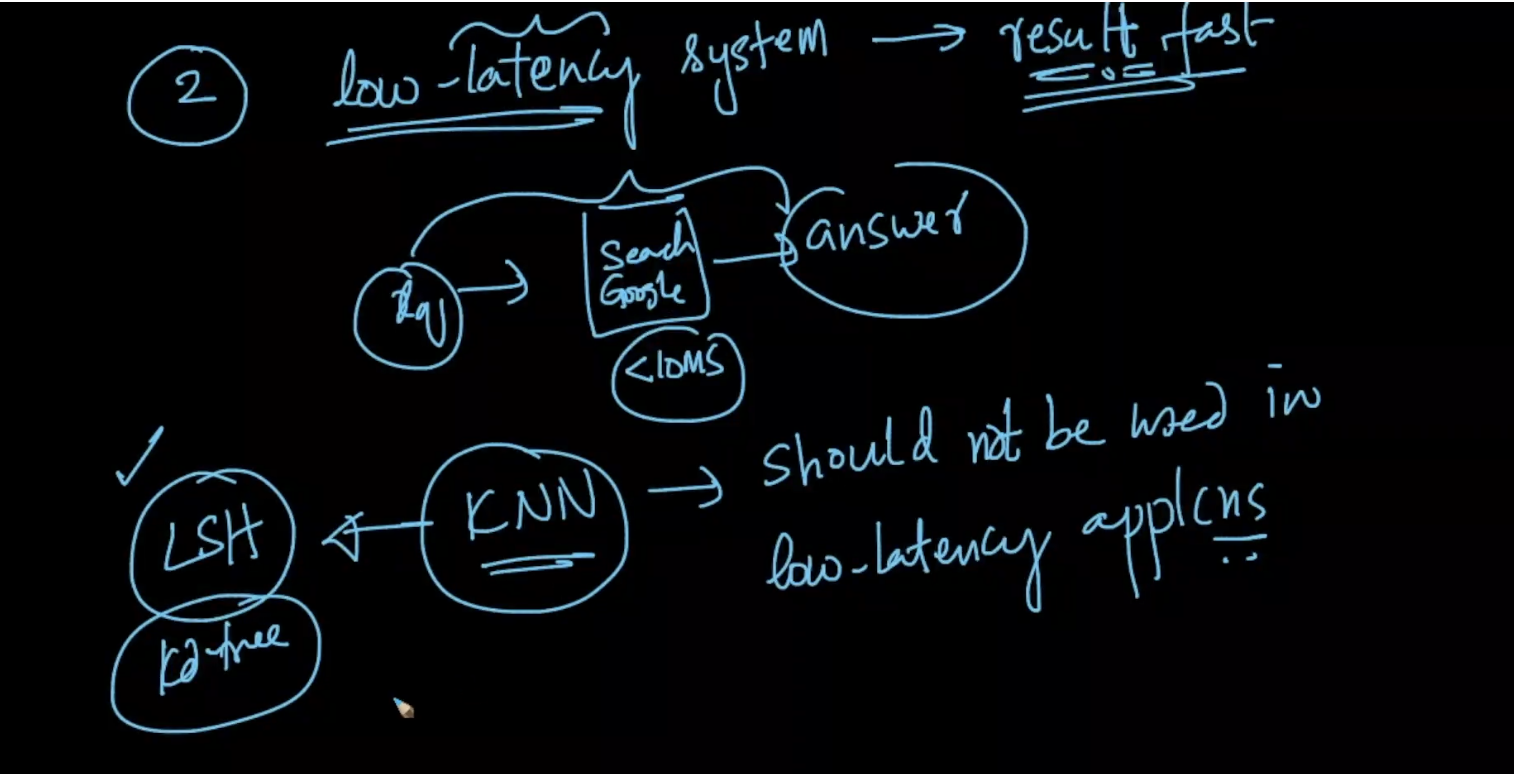 2 low-latency system → result fast
Req → Search → answer
Google
<10ms
KNN → should not be used in
LSH ← low-latency applcns
Kd-tree